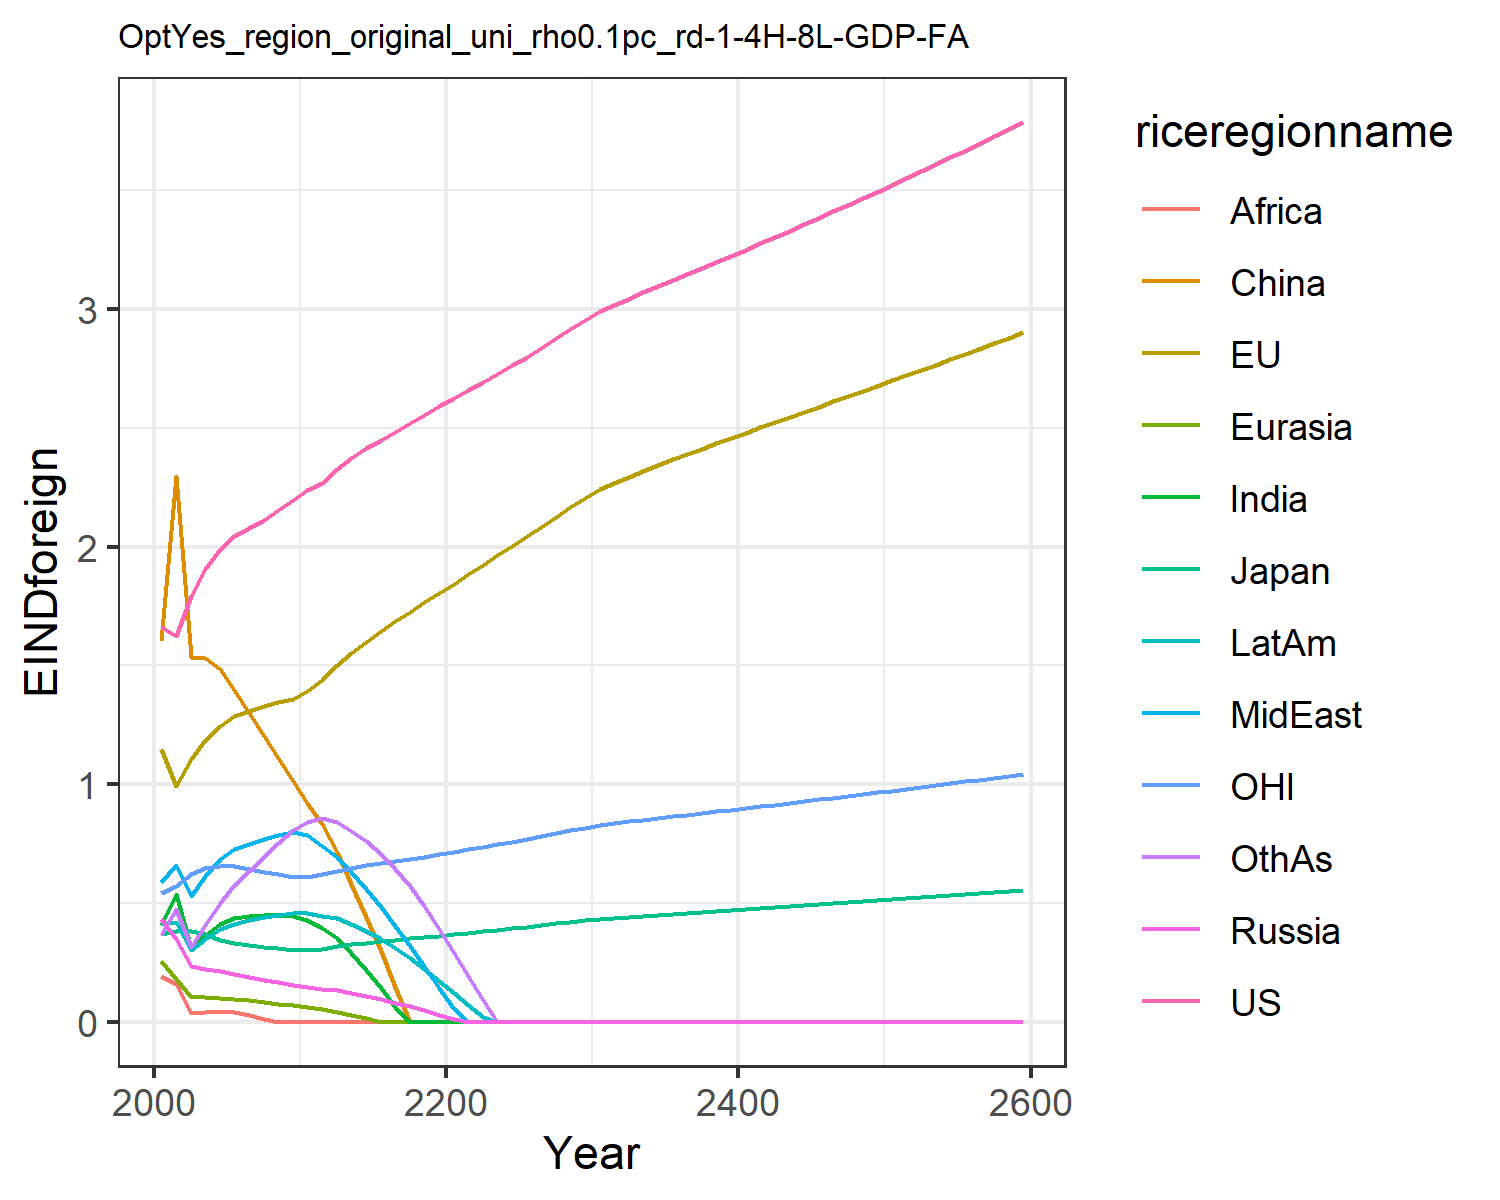 OptYes_region_original_uni_rho0.1pc_rd-1-4H-8L-GDP-FA
EINDforeign
3
2
1
0
2000 2200 2400 2600
Year
riceregionname
Africa
China
EU
Eurasia
India
Japan
LatAm
MidEast
OHI
OthAs
Russia
US